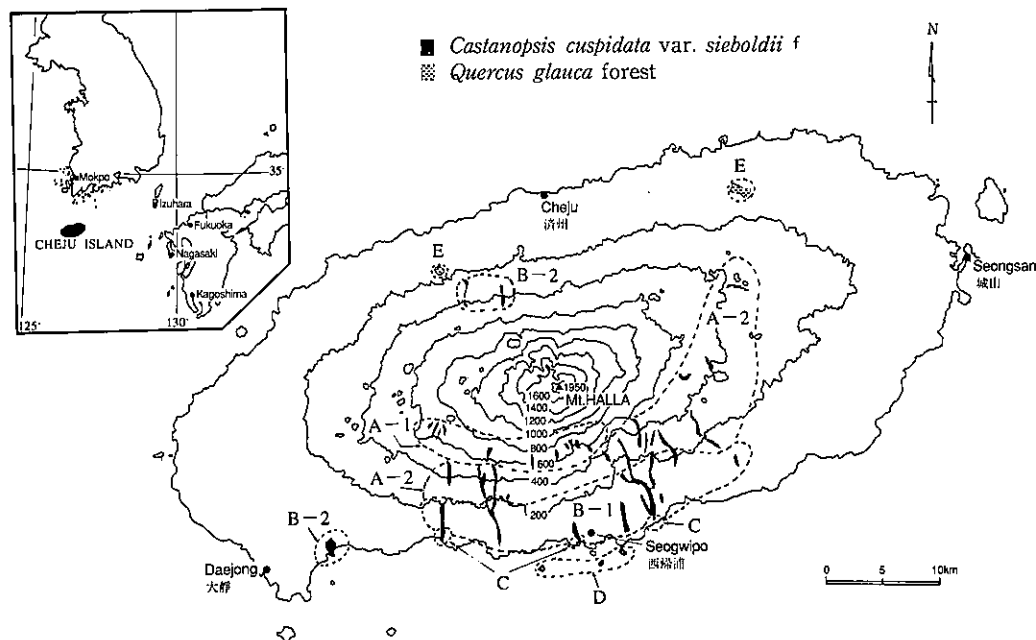 Castanopsis cuspidata var. sieboldii f
Quercus glauca forest
N
35°
Mokpo
Izuhara
Fukuoka
CHEJU ISLAND
Nagasaki
Kagoshima
125°
130°
E
Cheju
済州
Seongsan
城山
E
B-2
A-2
1950
Mt.HALLA
1600
1400
1200
1000
800
600
400
200
A-1
A-2
B-1
B-2
C
Seogwipo
西帰浦
Daejong
大靜
C
D
0 5 10km